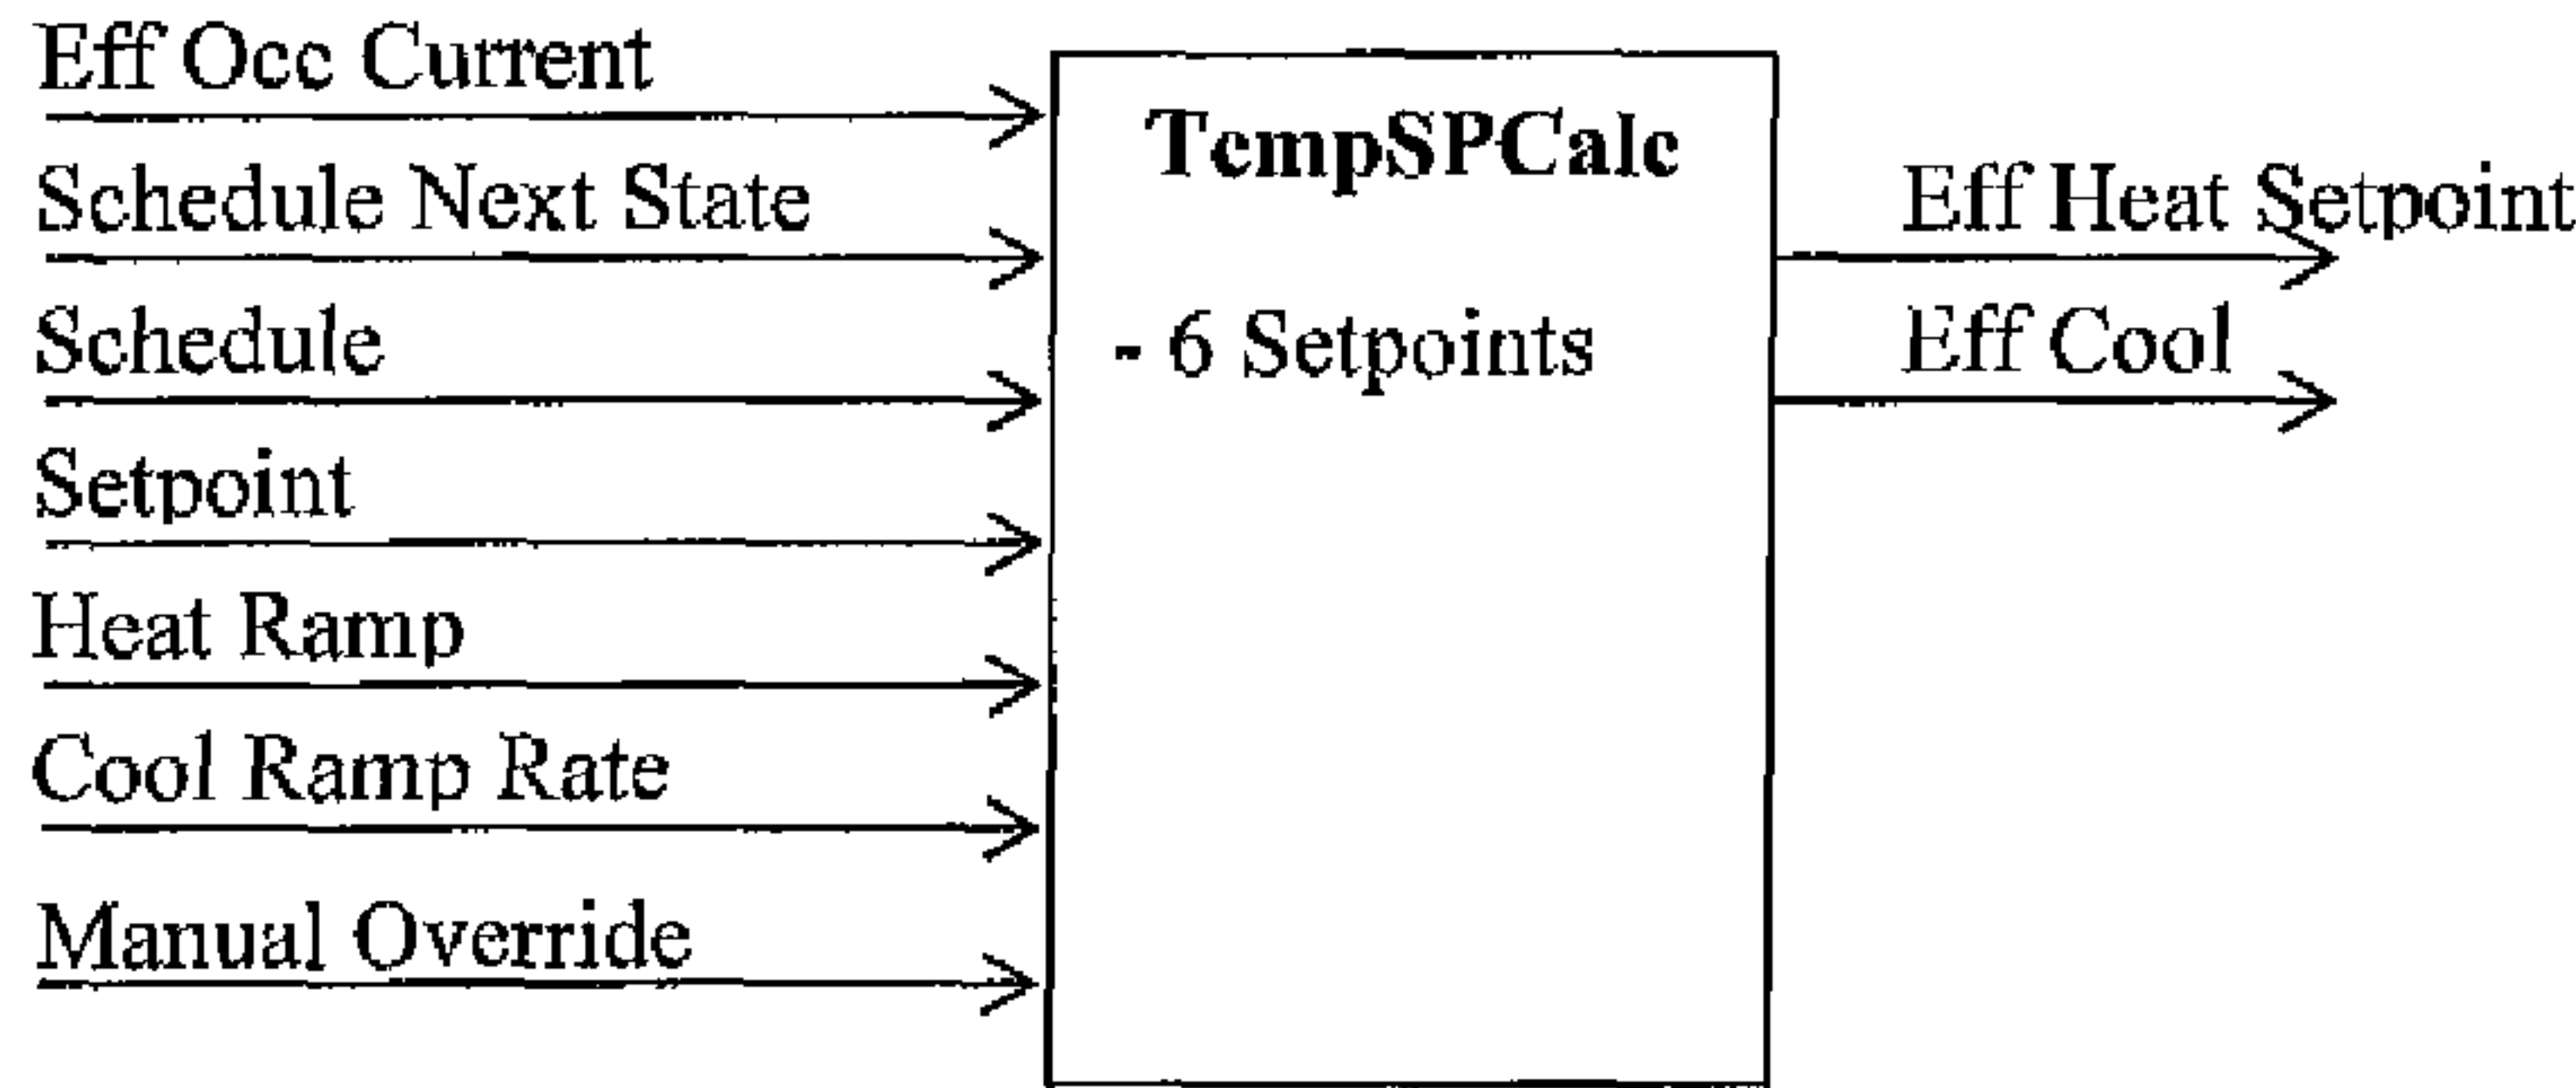 Eff Occ Current
Schedule Next State
Schedule
Setpoint
Heat Ramp
Cool Ramp Rate
Manual Override
TempSPCalc
- 6 Setpoints
Eff Heat Setpoint
Eff Cool